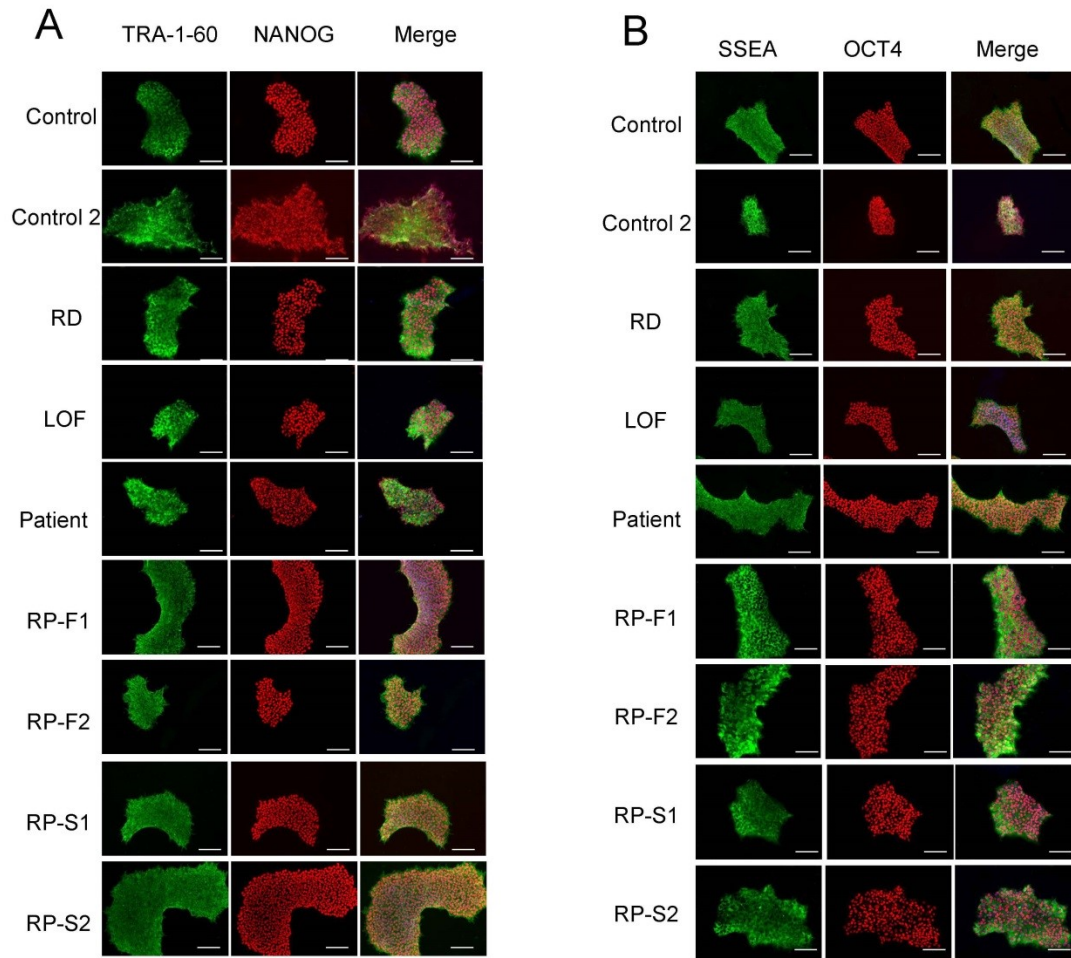 A
TRA-1-60 NANOG Merge
Control
Control 2
RD
LOF
Patient
RP-F1
RP-F2
RP-S1
RP-S2
B
SSEA OCT4 Merge
Control
Control 2
RD
LOF
Patient
RP-F1
RP-F2
RP-S1
RP-S2